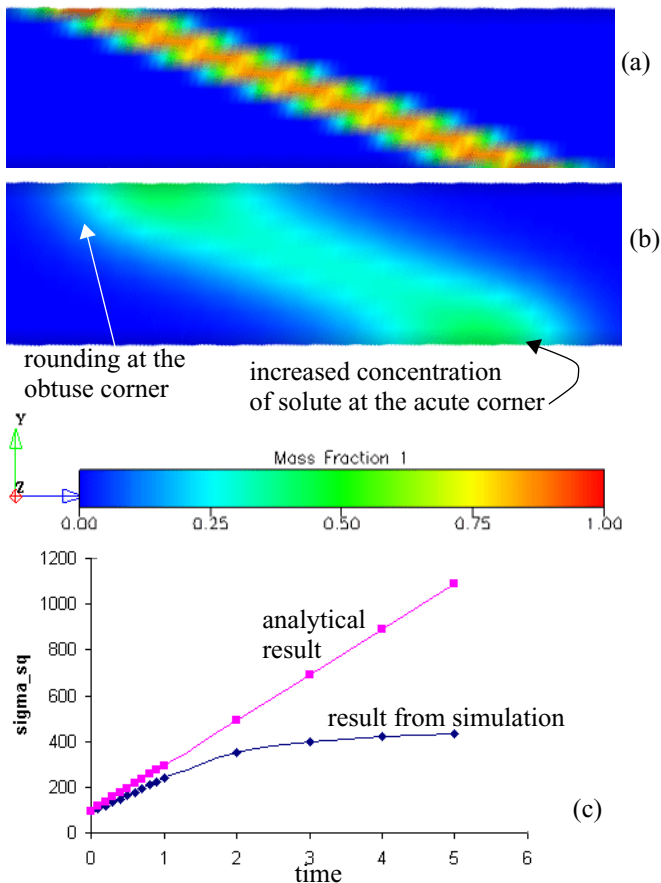 (a)
(b)
rounding at the
obtuse corner
increased concentration
of solute at the acute corner
Y
Z
Mass Fraction 1
0.00 0.25 0.50 0.75 1.00
1200
1000
800
600
400
200
0
sigma_sq
analytical
result
result from simulation
(c)
0 1 2 3 4 5 6
time